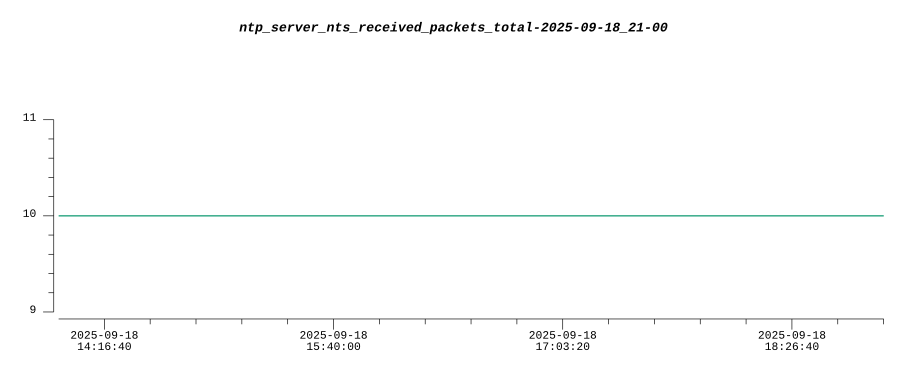 ntp_server_nts_received_packets_total-2025-09-18_21-00
11
10
9
2025-09-18 2025-09-18 2025-09-18 2025-09-18
14:16:40 15:40:00 17:03:20 18:26:40